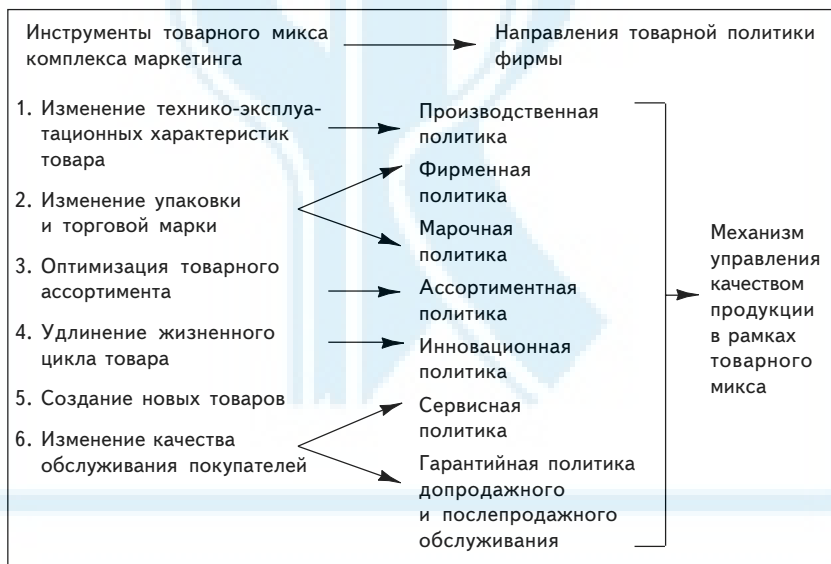 Инструменты товарного микса
комплекса маркетинга
Направления товарной политики
фирмы
1. Изменение технико-эксплуа-
тационных характеристик
товара
2. Изменение упаковки
и торговой марки
3. Оптимизация товарного
ассортимента
4. Удлинение жизненного
цикла товара
5. Создание новых товаров
6. Изменение качества
обслуживания покупателей
Производственная
политика
Фирменная
политика
Марочная
политика
Ассортиментная
политика
Инновационная
политика
Сервисная
политика
Гарантийная политика
допродажного
и послепродажного
обслуживания
Механизм
управления
качеством
продукции
в рамках
товарного
микса